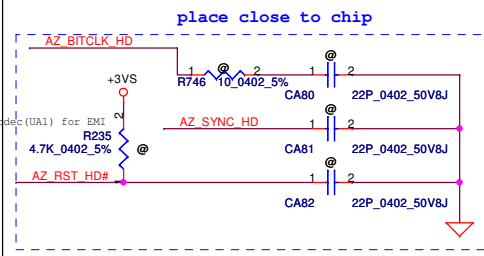 place close to chip
AZ_BITCLK_HD
1 @ 2 1 @ 2
R746 10_0402_5%
CA80 22P_0402_50V8J
+3VS
dec(UA1) for EMI
2
R235
4.7K_0402_5% @
1
AZ_SYNC_HD 1 @ 2
CA81 22P_0402_50V8J
AZ_RST_HD# 1 @ 2
CA82 22P_0402_50V8J